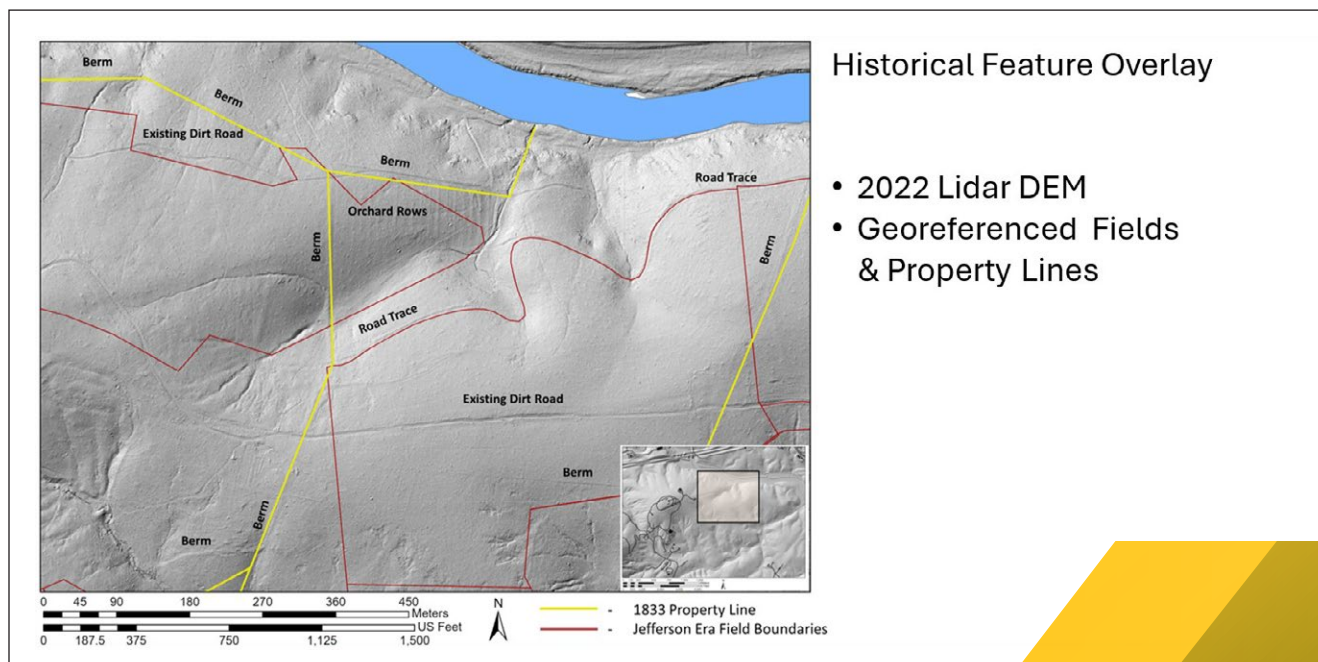 Historical Feature Overlay
• 2022 Lidar DEM
• Georeferenced Fields
& Property Lines
Berm
Berm
Existing Dirt Road
Berm
Road Trace
Orchard Rows
Berm
Berm
Road Trace
Existing Dirt Road
Berm
Berm
Berm
0 45 90 180 270 360 450
Meters
US Feet
0 187.5 375 750 1,125 1,500
N
- 1833 Property Line
- Jefferson Era Field Boundaries